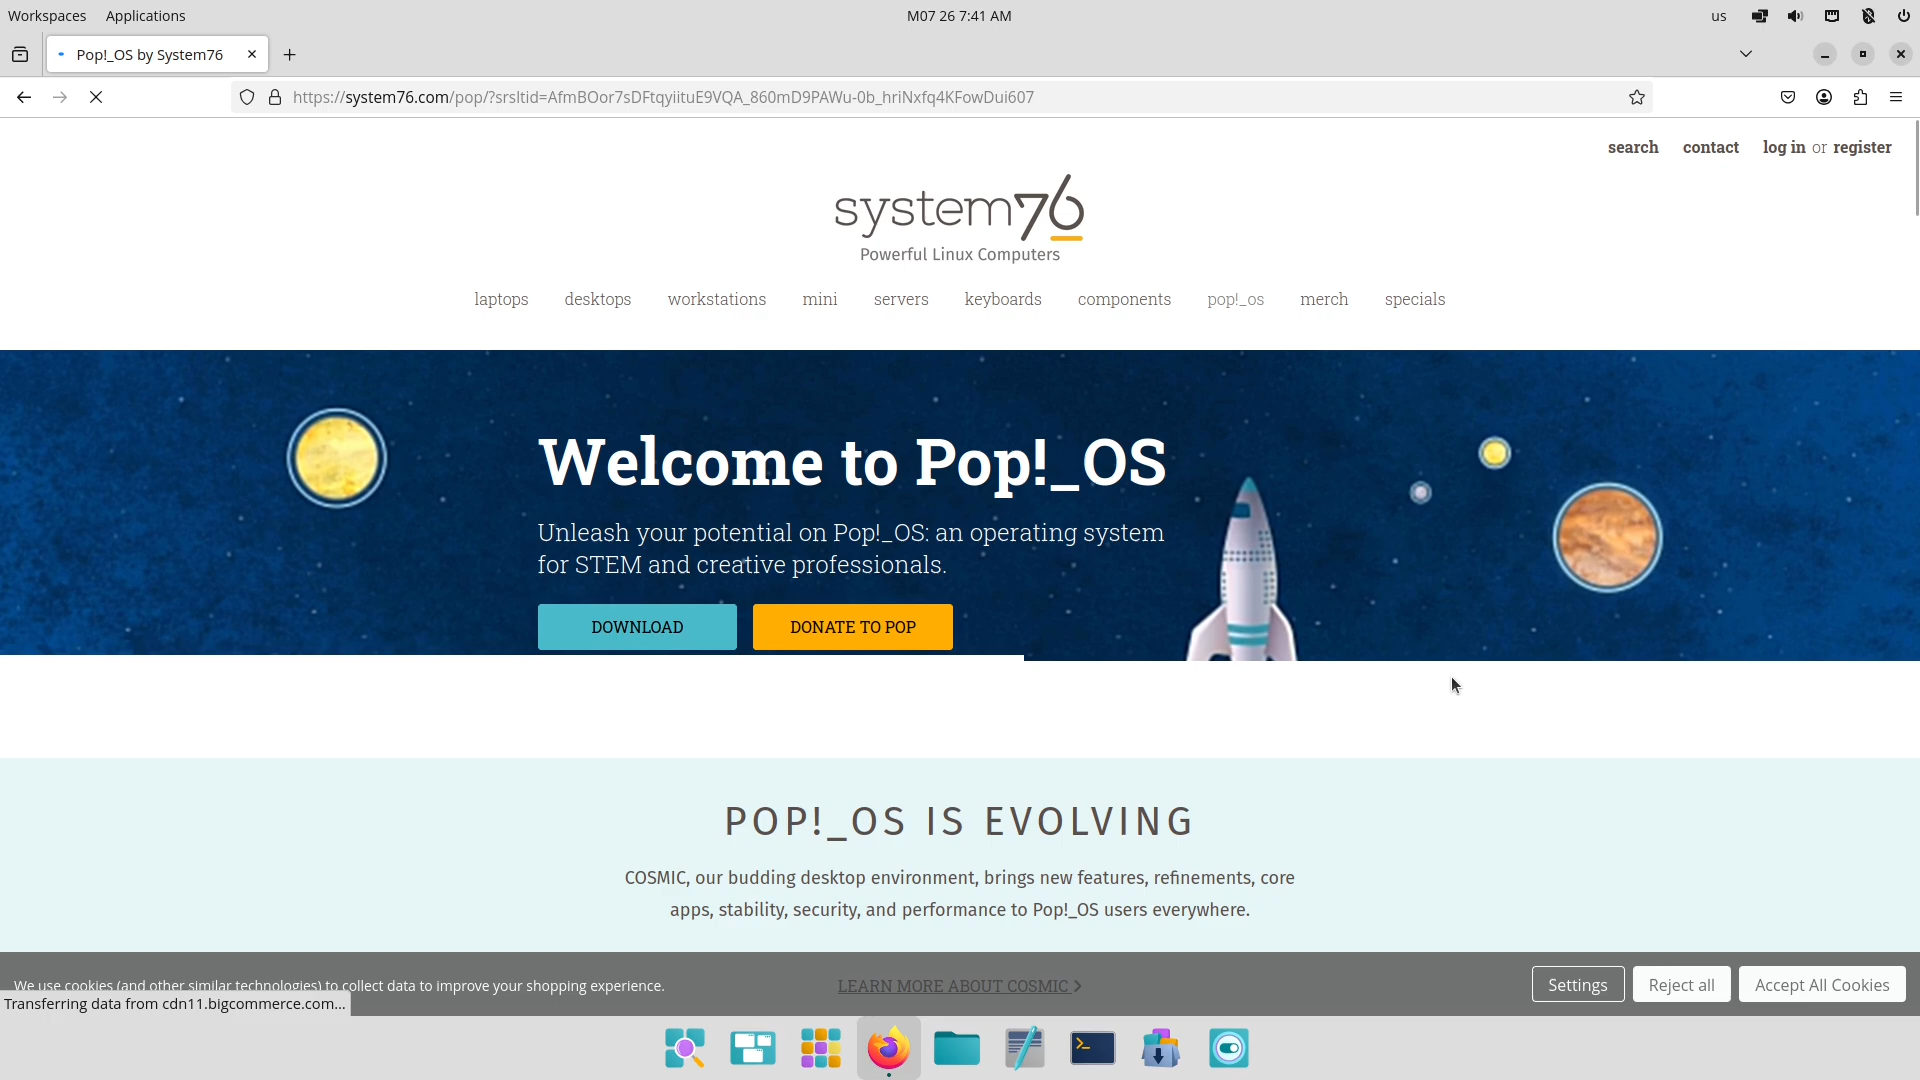 Workspaces Applications M07 26 7:41 AM us
Pop!_OS by System76
https://system76.com/pop/?srsltid=AfmBOor7sDFtqyiituE9VQA_860mD9PAWu-0b_hriNxfq4KFowDui607
search contact log in or register
system76
Powerful Linux Computers
laptops desktops workstations mini servers keyboards components pop!_os merch specials
Welcome to Pop!_OS
Unleash your potential on Pop!_OS: an operating system
for STEM and creative professionals.
DOWNLOAD DONATE TO POP
POP!_OS IS EVOLVING
COSMIC, our budding desktop environment, brings new features, refinements, core
apps, stability, security, and performance to Pop!_OS users everywhere.
We use cookies (and other similar technologies) to collect data to improve your shopping experience. LEARN MORE ABOUT COSMIC Settings Reject all Accept All Cookies
Transferring data from cdn11.bigcommerce.com...